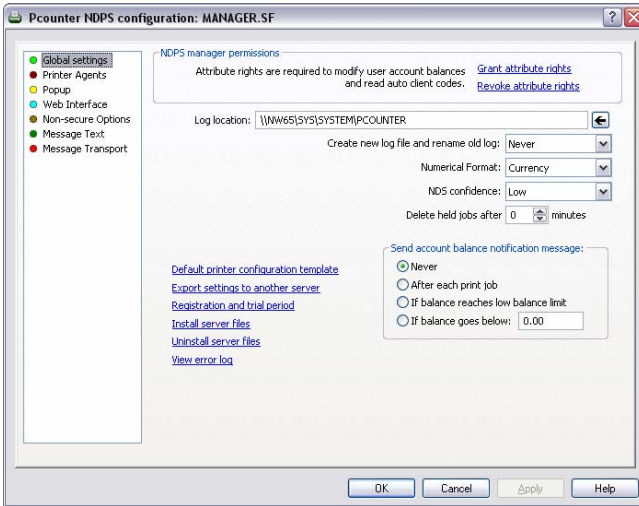 Pcounter NDPS configuration: MANAGER.SF
Global settings
Printer Agents
Popup
Web Interface
Non-secure Options
Message Text
Message Transport
NDPS manager permissions
Attribute rights are required to modify user account balances
and read auto client codes.
Grant attribute rights
Revoke attribute rights
Log location: \\NW65\SYS\SYSTEM\PCOUNTER
Create new log file and rename old log: Never
Numerical Format: Currency
NDS confidence: Low
Delete held jobs after 0 minutes
Send account balance notification message:
Never
After each print job
If balance reaches low balance limit
If balance goes below: 0.00
Default printer configuration template
Export settings to another server
Registration and trial period
Install server files
Uninstall server files
View error log
OK Cancel Apply Help